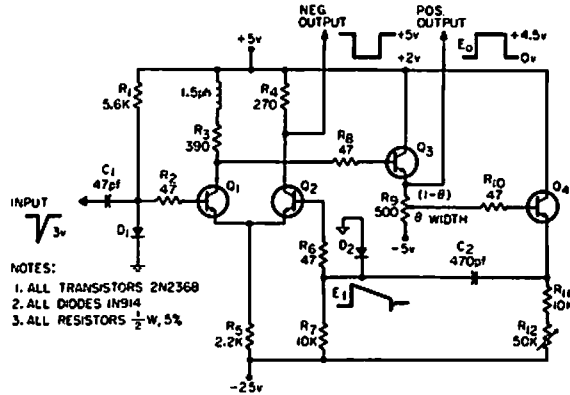 NEG.
OUTPUT
+5v
+2v
POS.
OUTPUT
E₀
+4.5v
0v
+5v
R₁
5.6K
1.5μh
R₄
270
R₃
390
R₈
47
Q₃
C₁
47pf
R₂
47
Q₁
Q₂
R₉
500
(1-θ)
θ WIDTH
R₁₀
47
Q₄
INPUT
3v
D₁
-5v
R₆
47
D₂
C₂
470pf
E₁
NOTES:
1. ALL TRANSISTORS 2N2368
2. ALL DIODES 1N914
3. ALL RESISTORS ½W, 5%
R₅
2.2K
R₇
10K
R₁₁
10K
R₁₂
50K
-25v